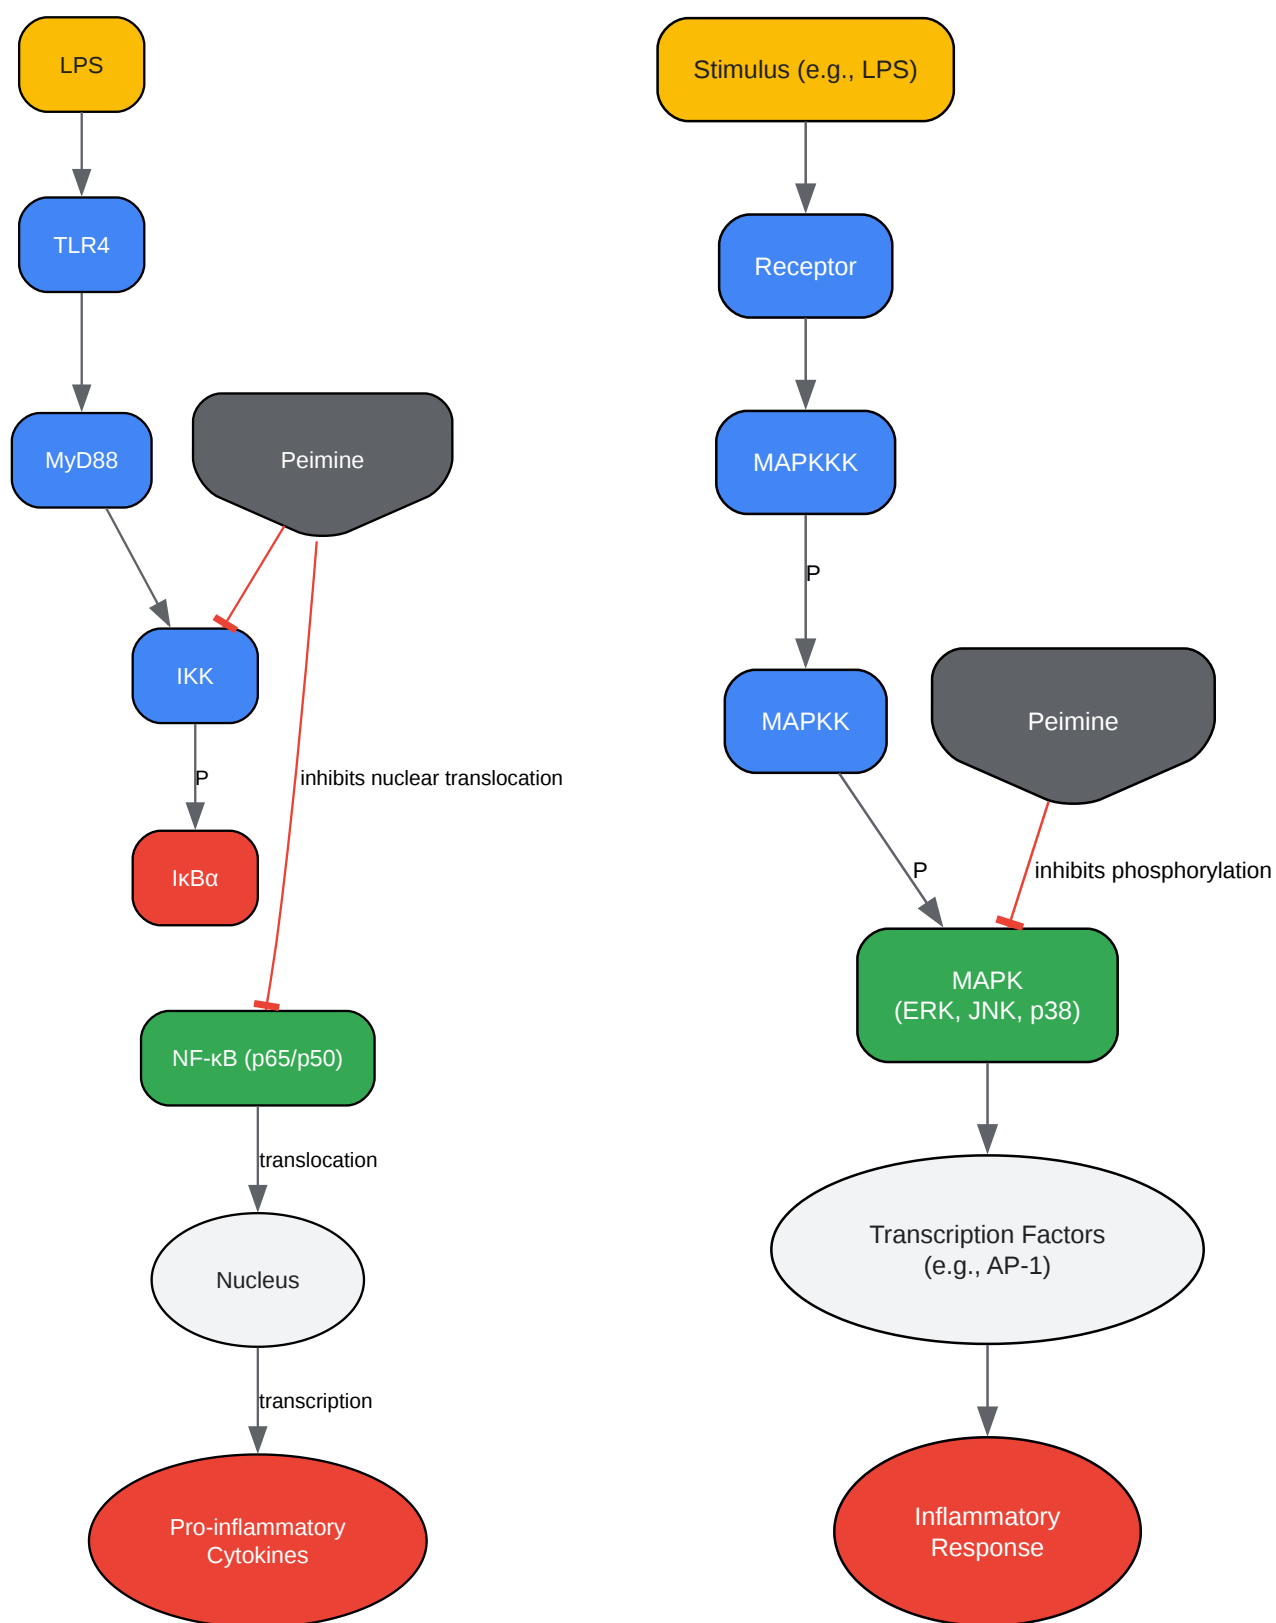 LPS
TLR4
MyD88
Peimine
IKK
P
inhibits nuclear translocation
IκBα
NF-κB (p65/p50)
translocation
Nucleus
transcription
Pro-inflammatory
Cytokines
Stimulus (e.g., LPS)
Receptor
MAPKKK
P
MAPKK
Peimine
P
inhibits phosphorylation
MAPK
(ERK, JNK, p38)
Transcription Factors
(e.g., AP-1)
Inflammatory
Response